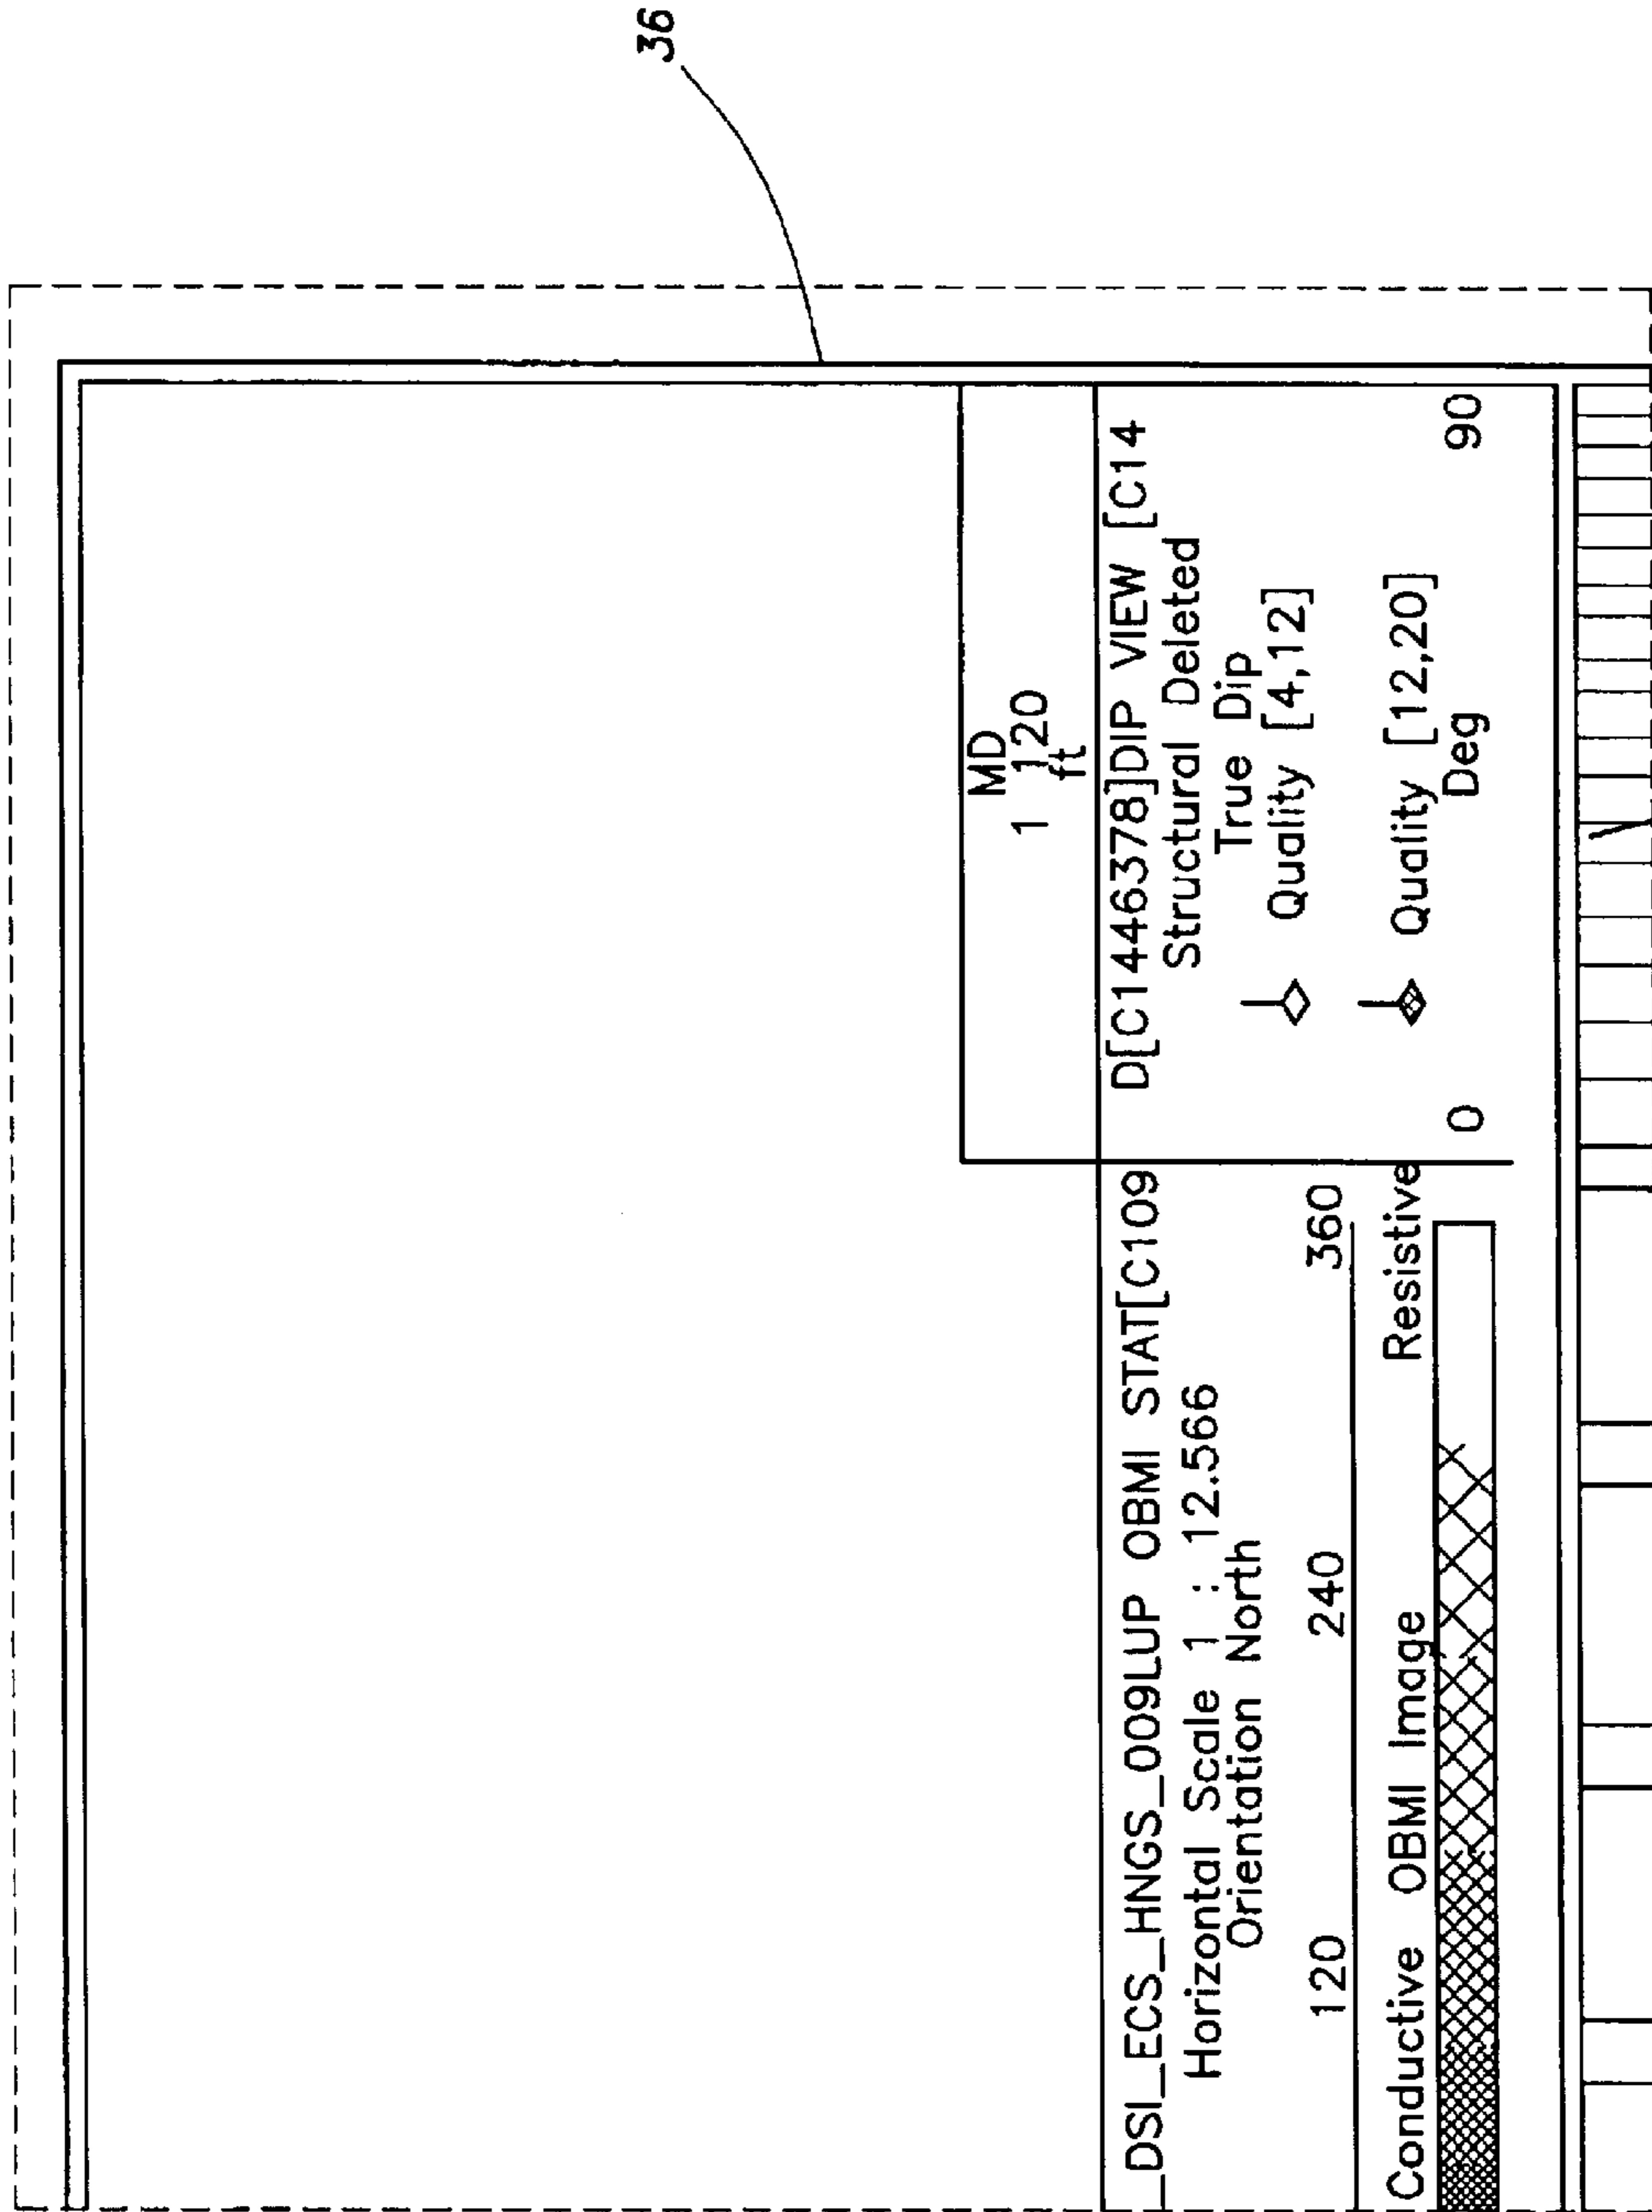 36
MD
1 120
ft
_DSI_ECS_HNGS_009LUP OBMI STAT[C109
Horizontal Scale 1 : 12.566
Orientation North
120 240 360
Conductive OBMI Image Resistive
D[C1446378]DIP VIEW [C14
Structural Deleted
True Dip
Quality [4,12]
Quality [12,20]
0 Deg 90